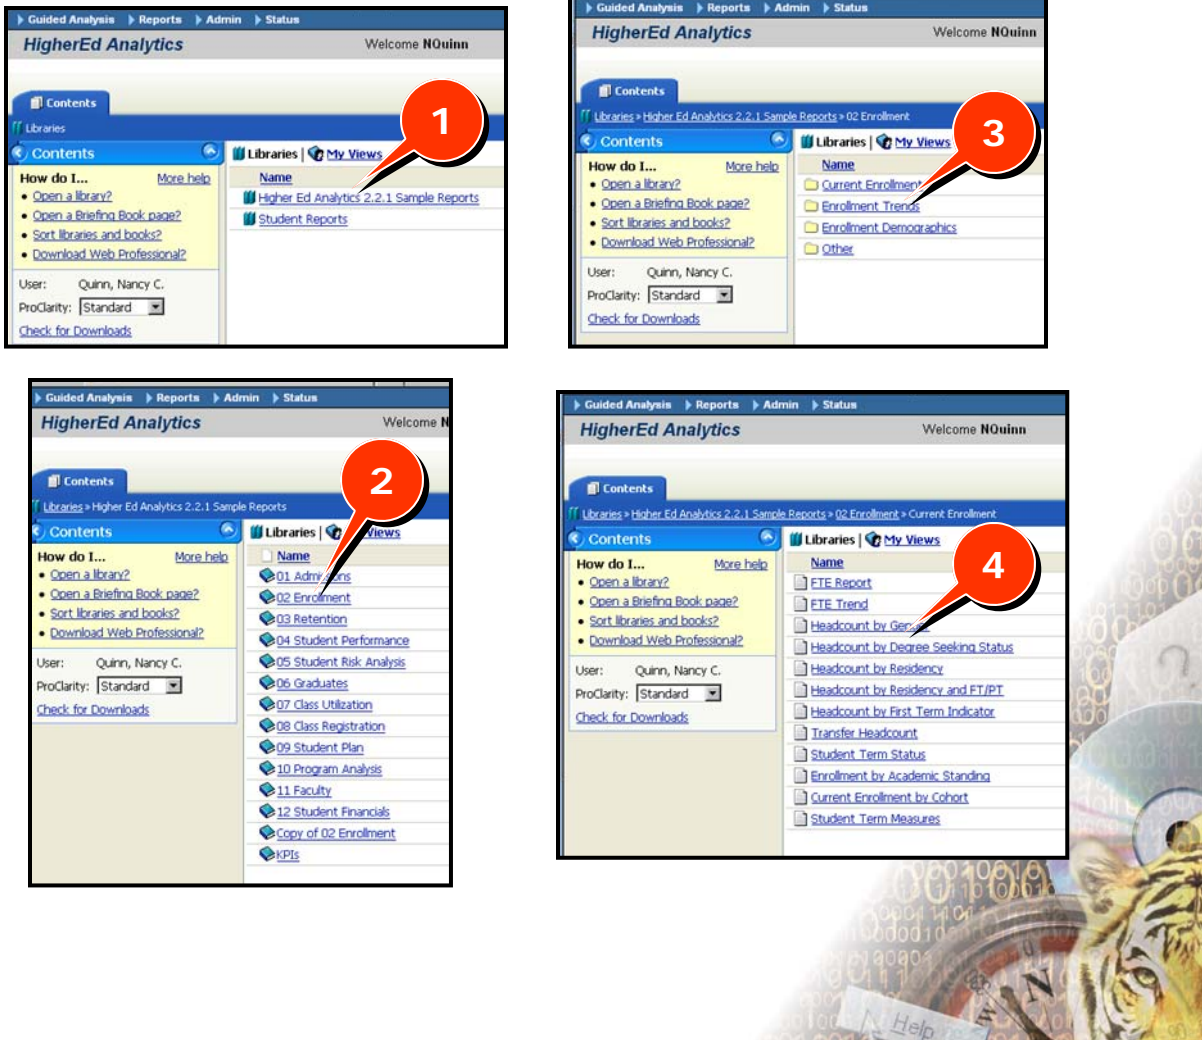 Guided Analysis Reports Admin Status
HigherEd Analytics Welcome NQuinn
Contents
Libraries
Contents
How do I... More help
Open a library?
Open a Briefing Book page?
Sort libraries and books?
Download Web Professional?
User: Quinn, Nancy C.
ProClarity: Standard
Check for Downloads
Libraries | My Views
Name
Higher Ed Analytics 2.2.1 Sample Reports
Student Reports
1
Guided Analysis Reports Admin Status
HigherEd Analytics Welcome NQuinn
Contents
Libraries » Higher Ed Analytics 2.2.1 Sample Reports » 02 Enrollment
Contents
How do I... More help
Open a library?
Open a Briefing Book page?
Sort libraries and books?
Download Web Professional?
User: Quinn, Nancy C.
ProClarity: Standard
Check for Downloads
Libraries | My Views
Name
Current Enrollment
Enrollment Trends
Enrollment Demographics
Other
3
Guided Analysis Reports Admin Status
HigherEd Analytics Welcome N
Contents
Libraries » Higher Ed Analytics 2.2.1 Sample Reports
Contents
How do I... More help
Open a library?
Open a Briefing Book page?
Sort libraries and books?
Download Web Professional?
User: Quinn, Nancy C.
ProClarity: Standard
Check for Downloads
Libraries | Views
Name
01 Admissions
02 Enrollment
03 Retention
04 Student Performance
05 Student Risk Analysis
06 Graduates
07 Class Utilization
08 Class Registration
09 Student Plan
10 Program Analysis
11 Faculty
12 Student Financials
Copy of 02 Enrollment
KPIs
2
Guided Analysis Reports Admin Status
HigherEd Analytics Welcome NQuinn
Contents
Libraries » Higher Ed Analytics 2.2.1 Sample Reports » 02 Enrollment » Current Enrollment
Contents
How do I... More help
Open a library?
Open a Briefing Book page?
Sort libraries and books?
Download Web Professional?
User: Quinn, Nancy C.
ProClarity: Standard
Check for Downloads
Libraries | My Views
Name
FTE Report
FTE Trend
Headcount by Gender
Headcount by Degree Seeking Status
Headcount by Residency
Headcount by Residency and FT/PT
Headcount by First Term Indicator
Transfer Headcount
Student Term Status
Enrollment by Academic Standing
Current Enrollment by Cohort
Student Term Measures
4
N
Help